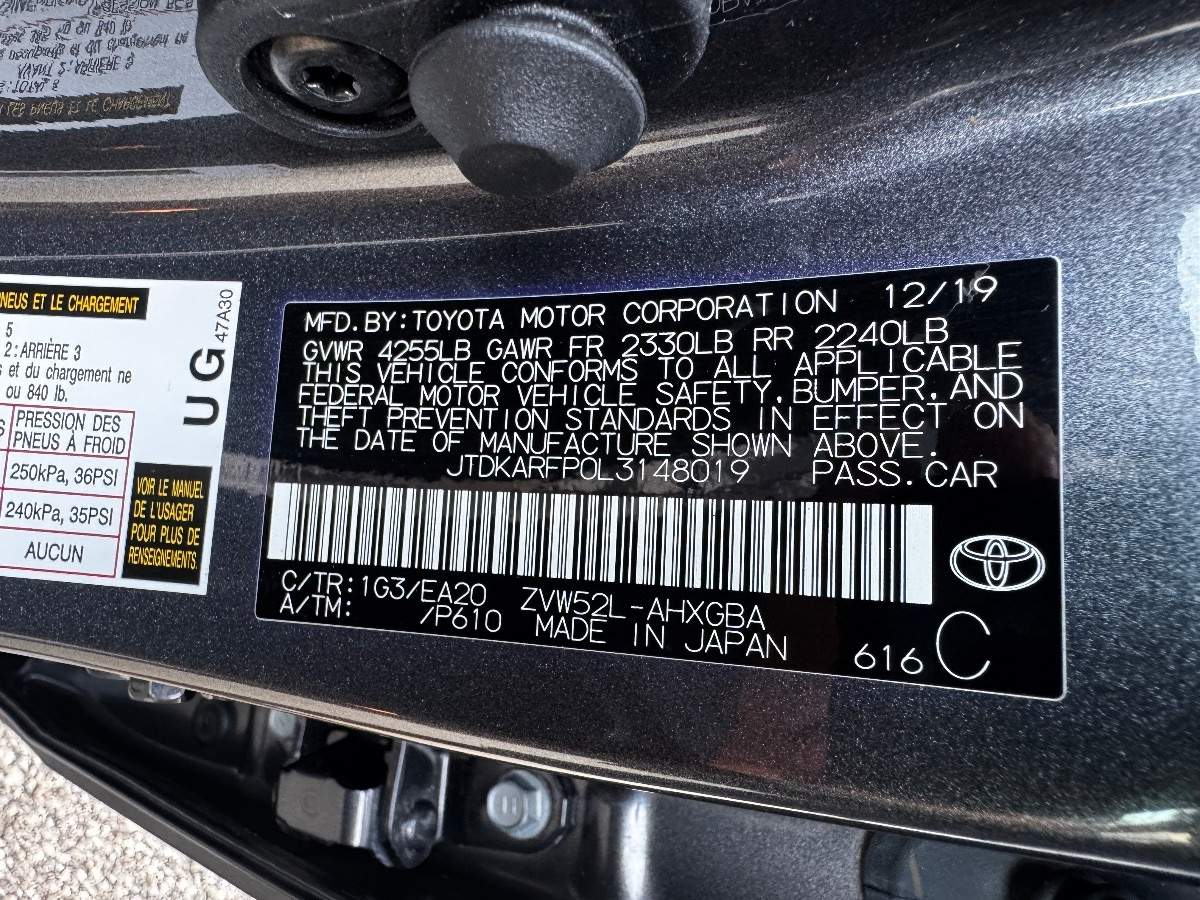 PNEUS ET LE CHARGEMENT
5
2:ARRIÈRE 3
et du chargement ne
ou 840 lb.
PRESSION DES
PNEUS À FROID
250kPa, 36PSI
240kPa, 35PSI
AUCUN
UG
47A30
VOIR LE MANUEL
DE L'USAGER
POUR PLUS DE
RENSEIGNEMENTS.
MFD.BY:TOYOTA MOTOR CORPORATION 12/19
GVWR 4255LB GAWR FR 2330LB RR 2240LB
THIS VEHICLE CONFORMS TO ALL APPLICABLE
FEDERAL MOTOR VEHICLE SAFETY,BUMPER,AND
THEFT PREVENTION STANDARDS IN EFFECT ON
THE DATE OF MANUFACTURE SHOWN ABOVE.
JTDKARFP0L3148019 PASS.CAR
C/TR:1G3/EA20 ZVW52L-AHXGBA
A/TM: /P610 MADE IN JAPAN
616 C